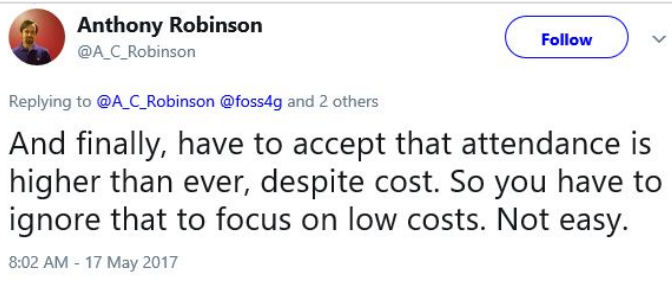 Anthony Robinson
@A_C_Robinson
Follow
Replying to @A_C_Robinson @foss4g and 2 others
And finally, have to accept that attendance is
higher than ever, despite cost. So you have to
ignore that to focus on low costs. Not easy.
8:02 AM - 17 May 2017